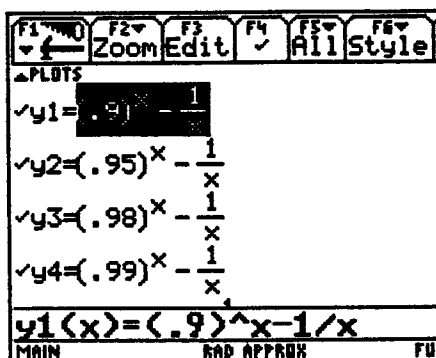 F1 F2 F3 F4 F5 F6
Zoom Edit ✓ All Style
▲PLOTS
✓y1=(.9)^x - 1/x
✓y2=(.95)^x - 1/x
✓y3=(.98)^x - 1/x
✓y4=(.99)^x - 1/x
y1(x)=(.9)^x-1/x
MAIN RAD APPROX FU